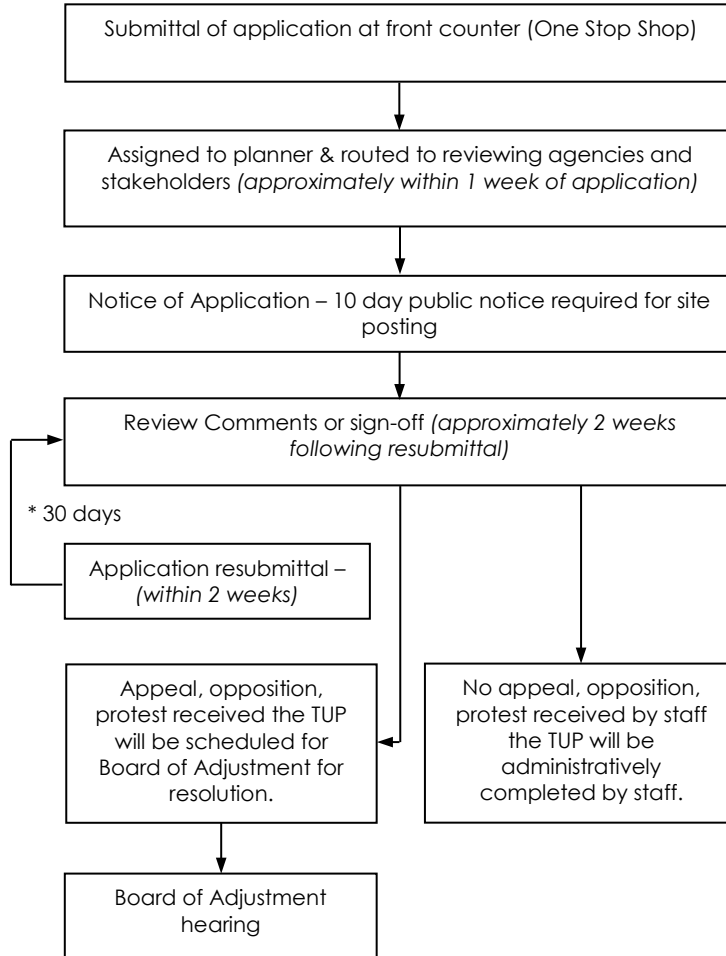 Submittal of application at front counter (One Stop Shop)
Assigned to planner & routed to reviewing agencies and
stakeholders (approximately within 1 week of application)
Notice of Application – 10 day public notice required for site
posting
Review Comments or sign-off (approximately 2 weeks
following resubmittal)
* 30 days
Application resubmittal –
(within 2 weeks)
Appeal, opposition,
protest received the TUP
will be scheduled for
Board of Adjustment for
resolution.
No appeal, opposition,
protest received by staff
the TUP will be
administratively
completed by staff.
Board of Adjustment
hearing